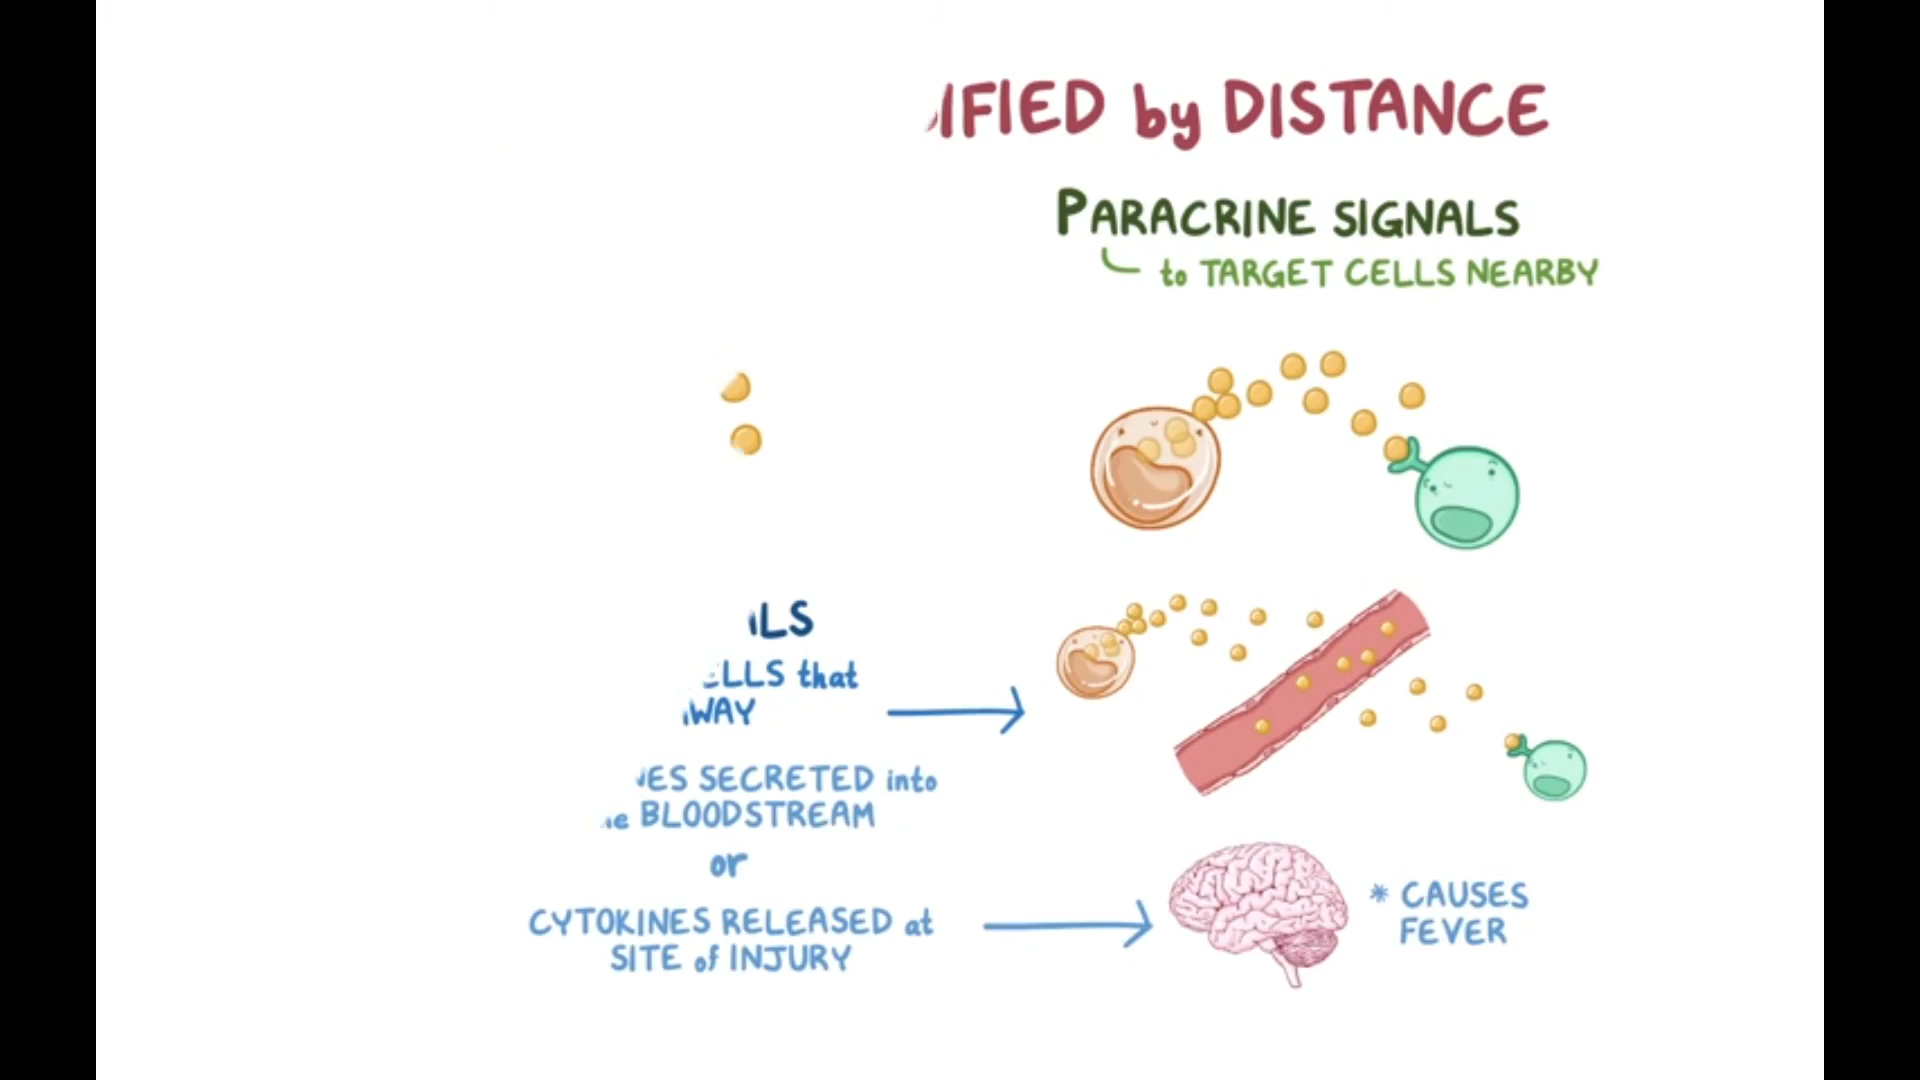 IFIED by DISTANCE
PARACRINE SIGNALS
to TARGET CELLS NEARBY
LS
ELLS that
WAY
ES SECRETED into
BLOODSTREAM
or
CYTOKINES RELEASED at
SITE of INJURY
* CAUSES
FEVER